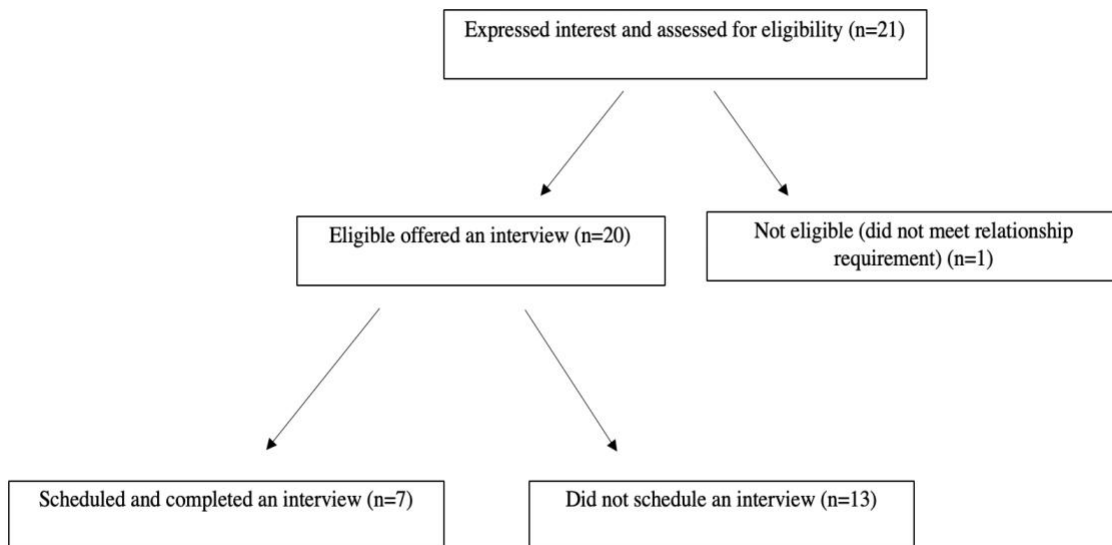 Expressed interest and assessed for eligibility (n=21)
Eligible offered an interview (n=20)
Not eligible (did not meet relationship
requirement) (n=1)
Scheduled and completed an interview (n=7)
Did not schedule an interview (n=13)